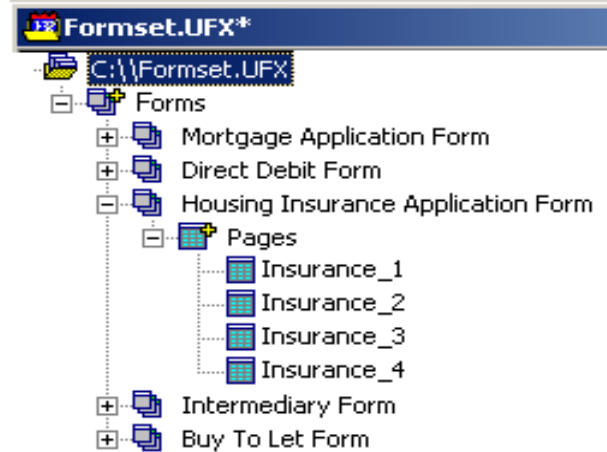 Formset.UFX*
C:\\Formset.UFX
Forms
Mortgage Application Form
Direct Debit Form
Housing Insurance Application Form
Pages
Insurance_1
Insurance_2
Insurance_3
Insurance_4
Intermediary Form
Buy To Let Form